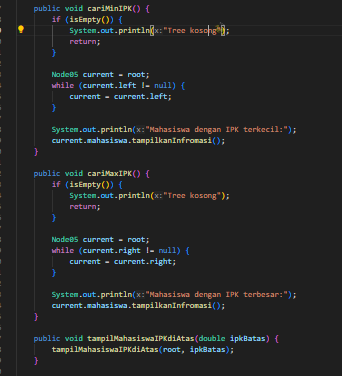 public void cariMinIPK() {
if (isEmpty()) {
System.out.println(x:"Tree kosong");
return;
}
Node05 current = root;
while (current.left != null) {
current = current.left;
}
System.out.println(x:"Mahasiswa dengan IPK terkecil:");
current.mahasiswa.tampilkanInfromasi();
}
public void cariMaxIPK() {
if (isEmpty()) {
System.out.println(x:"Tree kosong");
return;
}
Node05 current = root;
while (current.right != null) {
current = current.right;
}
System.out.println(x:"Mahasiswa dengan IPK terbesar:");
current.mahasiswa.tampilkanInfromasi();
}
public void tampilMahasiswaIPKdiAtas(double ipkBatas) {
tampilMahasiswaIPKdiAtas(root, ipkBatas);
}